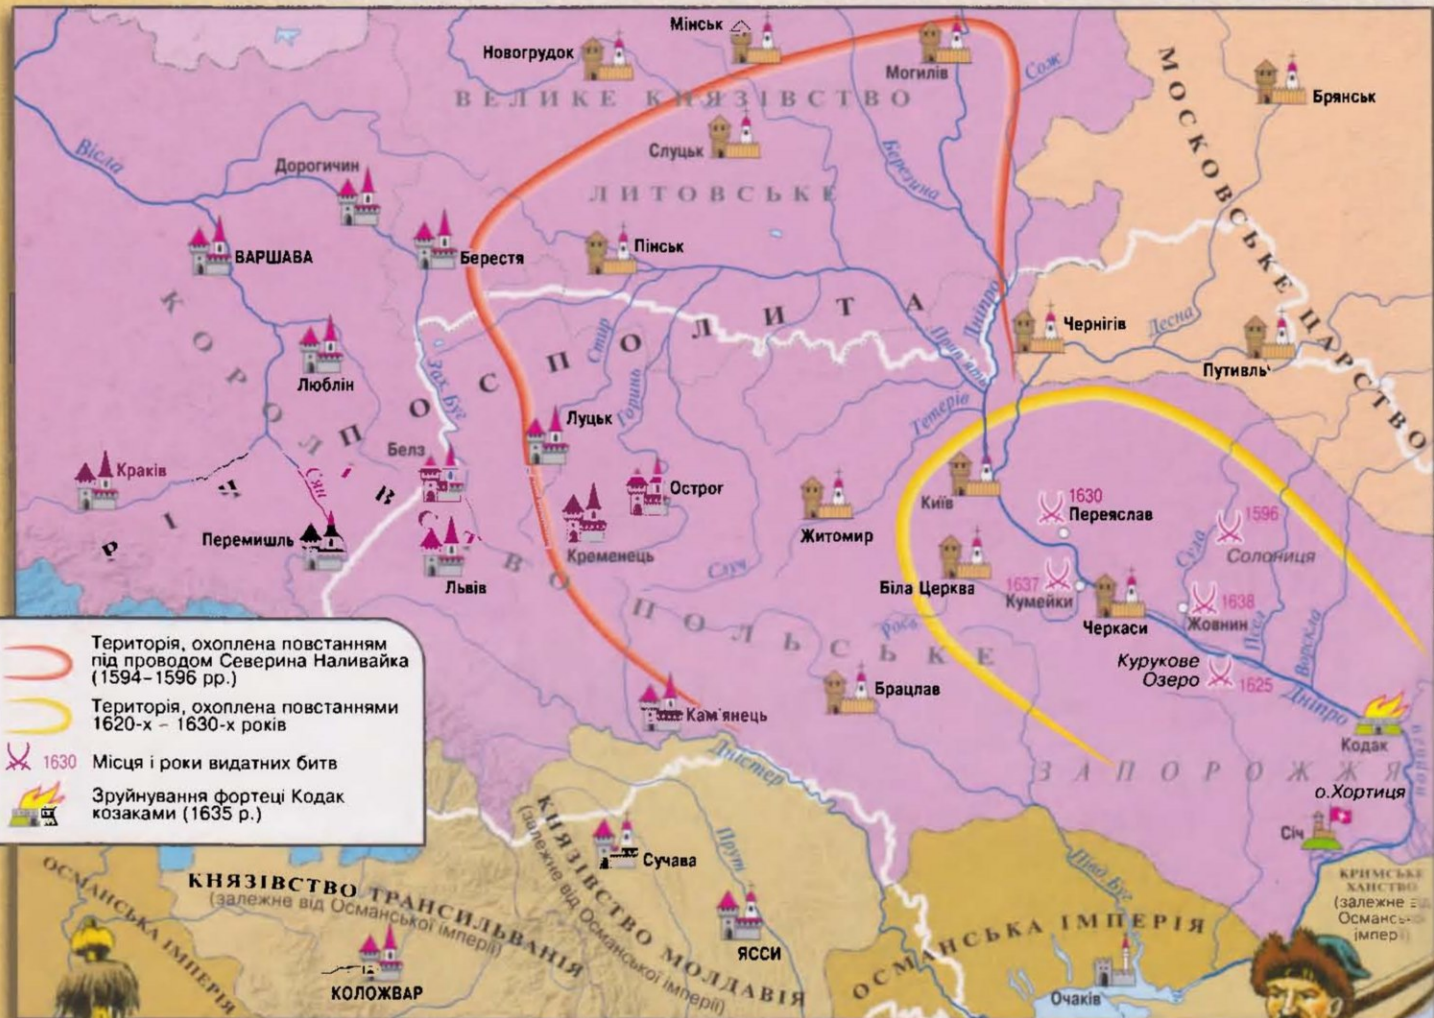 Мінськ
Новогрудок
Могилів
Сож
Брянськ
МОСКОВСЬКЕ ЦАРСТВО
ВЕЛИКЕ КНЯЗІВСТВО
ЛИТОВСЬКЕ
Слуцьк
Березина
Вісла
Дорогичин
ВАРШАВА
Берестя
Пінськ
Дніпро
Чернігів
Десна
Путивль
Прип'ять
Тетерів
Стир
Горинь
Зах. Буг
Люблін
Луцьк
Белз
Краків
Сян
Острог
Перемишль
Львів
Кременець
Житомир
Київ
1630
Переяслав
1596
Солониця
Сула
Случ
Біла Церква
1637
Кумейки
Черкаси
1638
Жовнин
Псел
Ворскла
Рось
Курукове
Озеро
1625
Дніпро
КОРОЛІВСТВО ПОЛЬСЬКЕ
ПОСПОЛИТА
Брацлав
Кам'янець
Дністер
Кодак
пороги
ЗАПОРОЖЖЯ
о.Хортиця
Січ
Територія, охоплена повстанням
під проводом Северина Наливайка
(1594–1596 рр.)
Територія, охоплена повстаннями
1620-х – 1630-х років
1630 Місця і роки видатних битв
Зруйнування фортеці Кодак
козаками (1635 р.)
Сучава
Прут
ЯССИ
КНЯЗІВСТВО ТРАНСИЛЬВАНІЯ
(залежне від Османської імперії)
КНЯЗІВСТВО МОЛДАВІЯ
(залежне від Османської імперії)
ОСМАНСЬКА ІМПЕРІЯ
КОЛОЖВАР
ОСМАНСЬКА ІМПЕРІЯ
Півд. Буг
Очаків
КРИМСЬКЕ
ХАНСТВО
(залежне від
Османської
імперії)